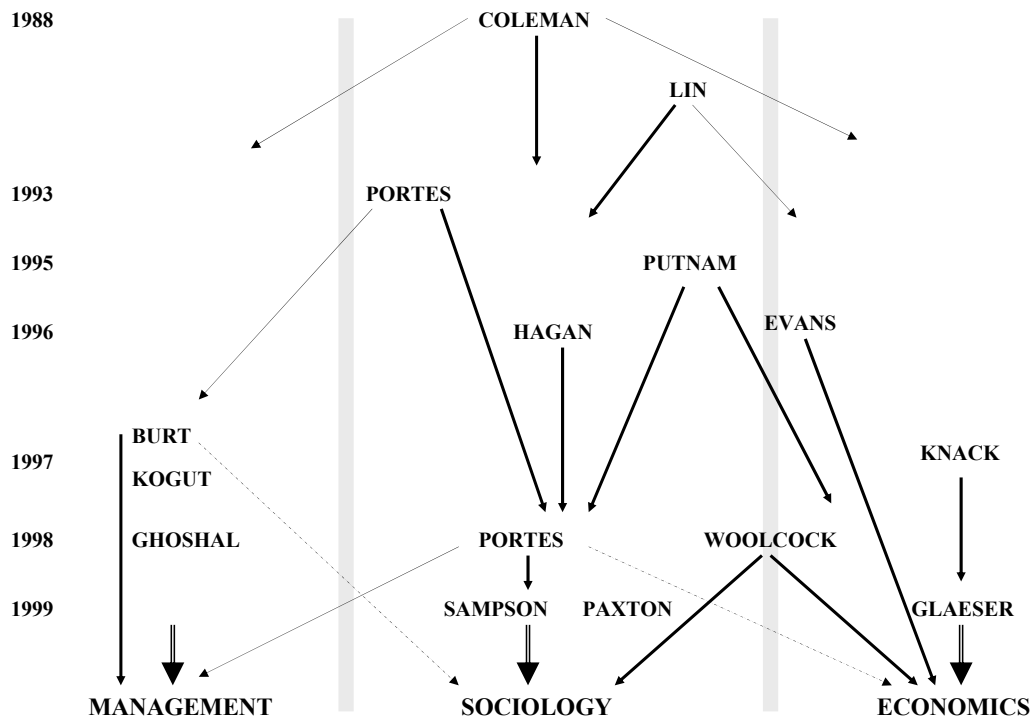 1988 COLEMAN
LIN
1993 PORTES
1995 PUTNAM
1996 HAGAN EVANS
BURT
1997 KOGUT KNACK
1998 GHOSHAL PORTES WOOLCOCK
1999 SAMPSON PAXTON GLAESER
MANAGEMENT SOCIOLOGY ECONOMICS